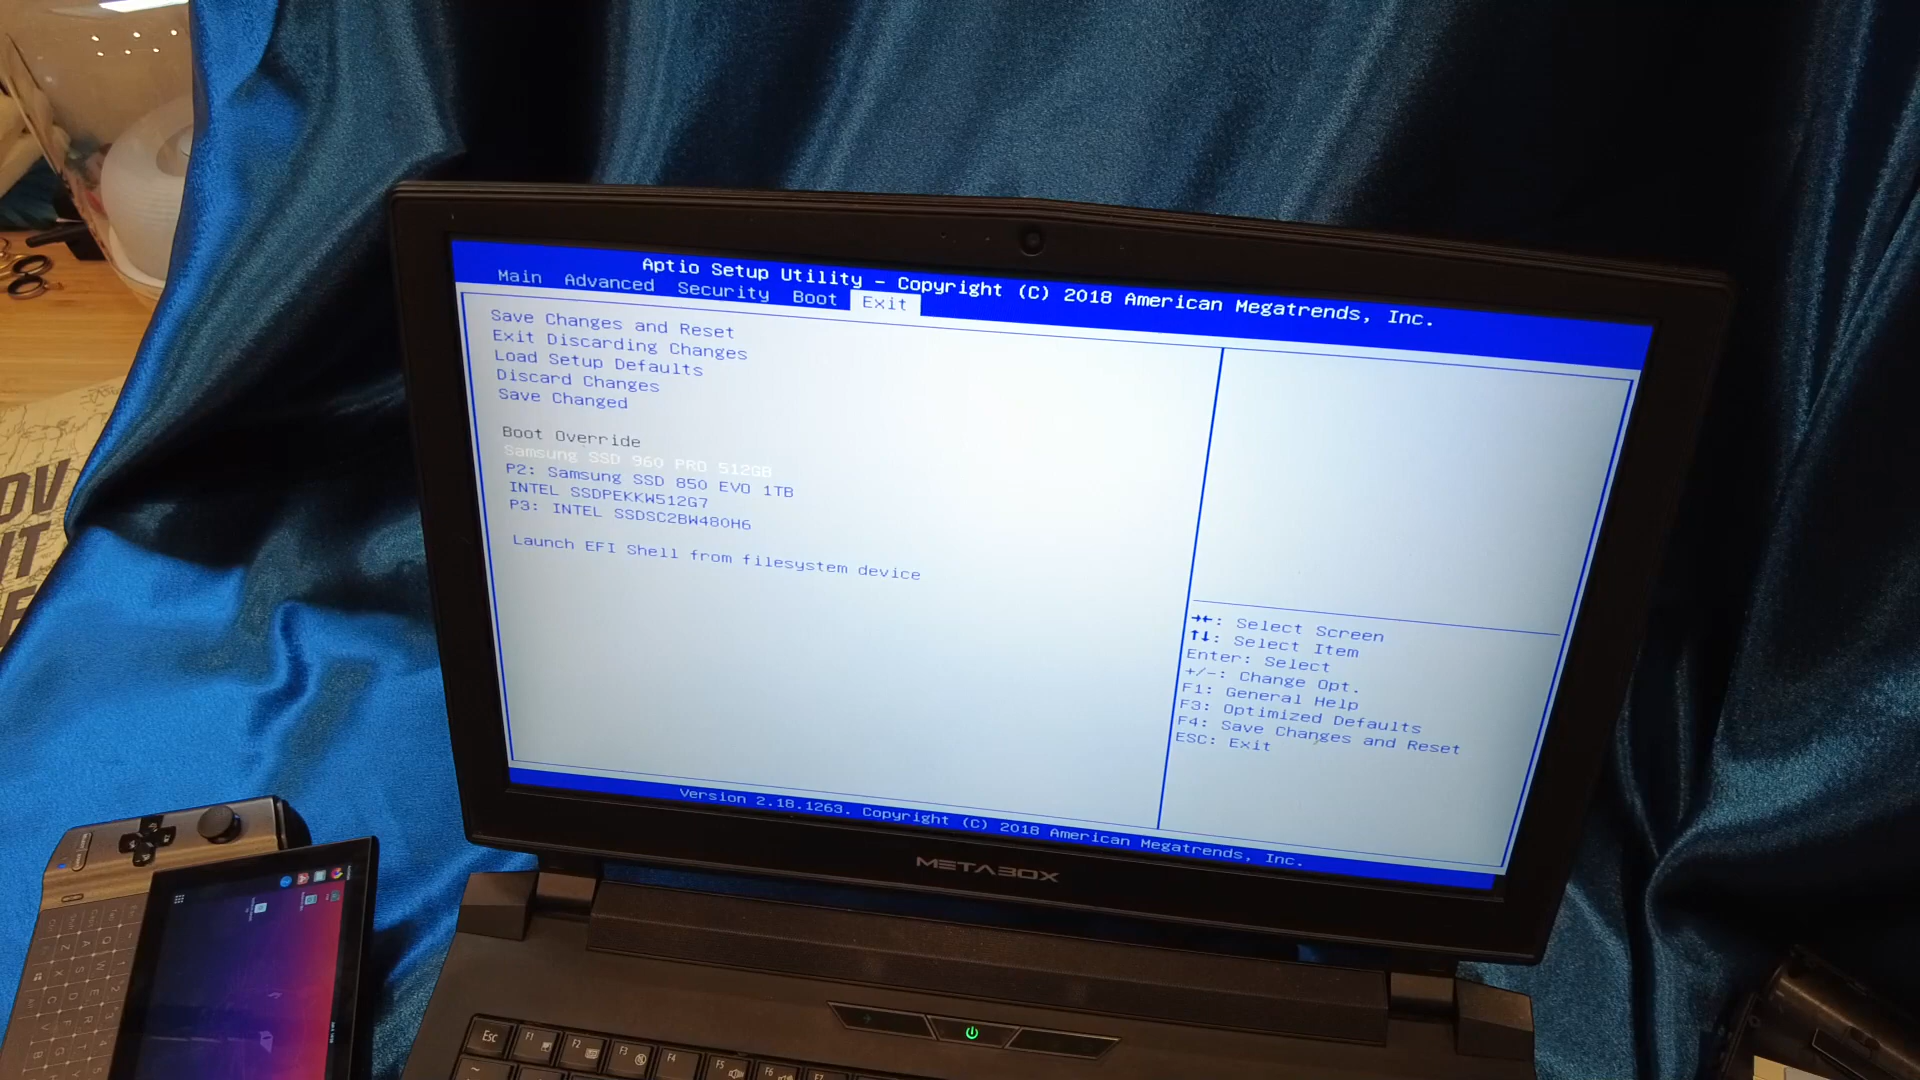 Aptio Setup Utility – Copyright (C) 2018 American Megatrends, Inc.
Main Advanced Security Boot Exit
Save Changes and Reset
Exit Discarding Changes
Load Setup Defaults
Discard Changes
Save Changed
Boot Override
Samsung SSD 960 PRO 512GB
P2: Samsung SSD 850 EVO 1TB
INTEL SSDPEKKW512G7
P3: INTEL SSDSC2BW480H6
Launch EFI Shell from filesystem device
→←: Select Screen
↑↓: Select Item
Enter: Select
+/-: Change Opt.
F1: General Help
F3: Optimized Defaults
F4: Save Changes and Reset
ESC: Exit
Version 2.18.1263. Copyright (C) 2018 American Megatrends, Inc.
METABOX
Esc F1 F2 F3 F4 F5 F6 F7